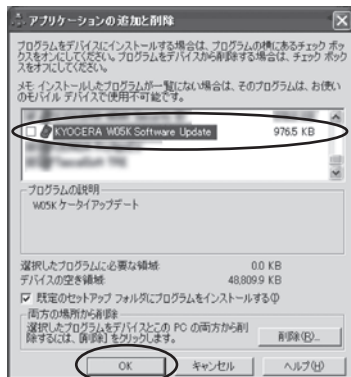 アプリケーションの追加と削除
プログラムをデバイスにインストールする場合は、プログラムの横にあるチェック ボッ
クスをオンにしてください。プログラムをデバイスから削除する場合は、チェック ボック
スをオフにしてください。
メモ: インストールしたプログラムが一覧にない場合は、そのプログラムは、お使い
のモバイル デバイスで使用不可能です。
KYOCERA W05K Software Update 976.5 KB
プログラムの説明
W05K ケータイアップデート
選択したプログラムに必要な領域: 0.0 KB
デバイスの空き領域: 48,809.9 KB
既定のセットアップ フォルダにプログラムをインストールする(I)
両方の場所から削除
選択したプログラムをデバイスとこの PC の両方から削
除するには、[削除] をクリックします。
削除(R)...
OK キャンセル ヘルプ(H)